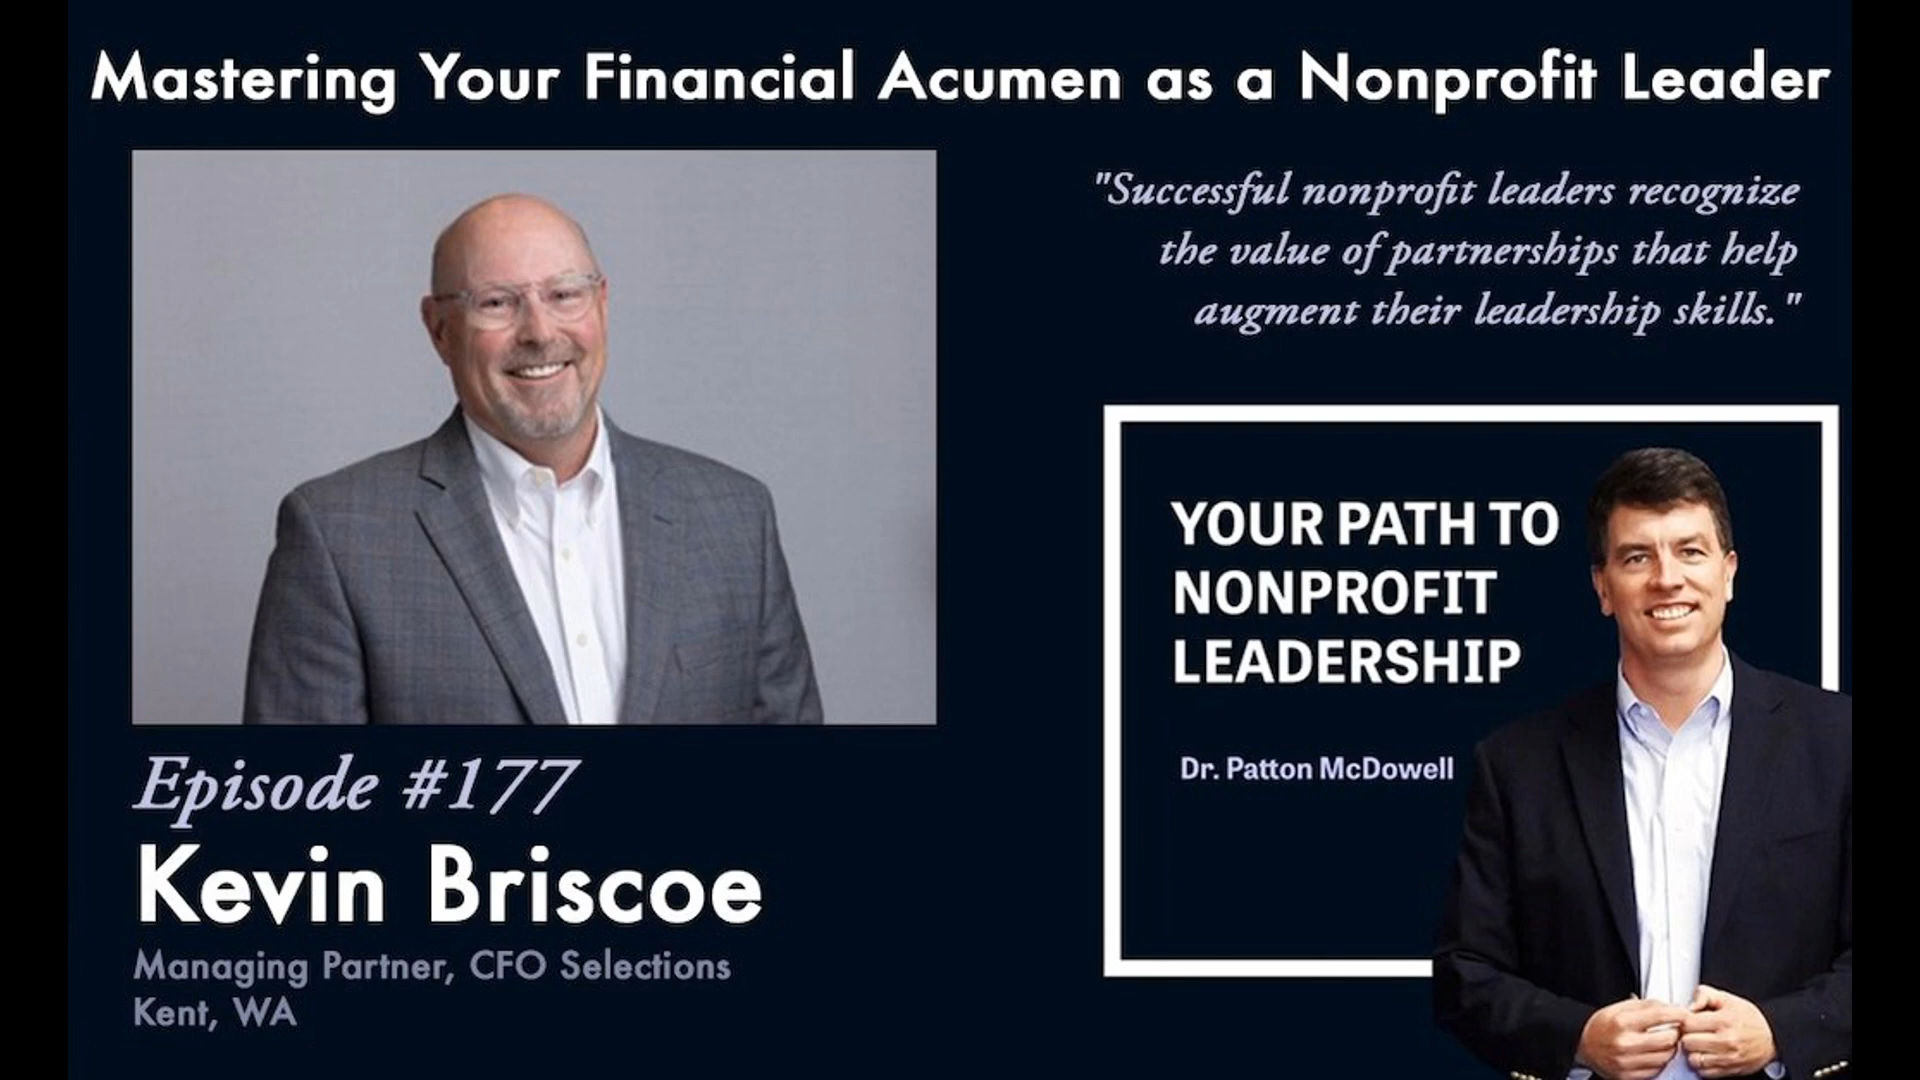 Mastering Your Financial Acumen as a Nonprofit Leader
"Successful nonprofit leaders recognize
the value of partnerships that help
augment their leadership skills."
YOUR PATH TO
NONPROFIT
LEADERSHIP
Dr. Patton McDowell
Episode #177
Kevin Briscoe
Managing Partner, CFO Selections
Kent, WA